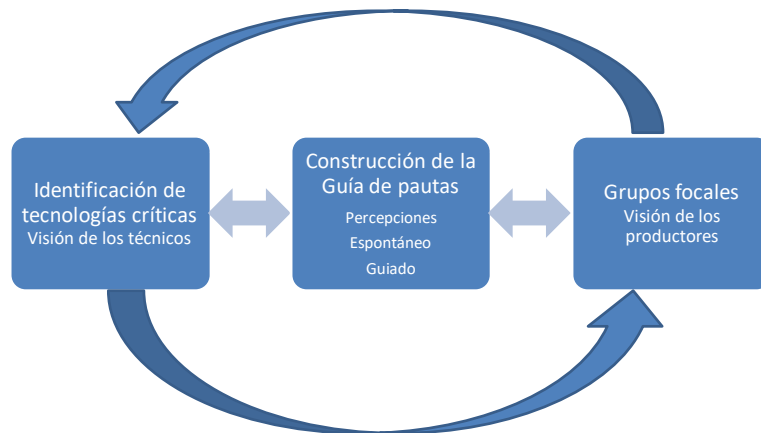 Identificación de
tecnologías críticas
Visión de los técnicos
Construcción de la
Guía de pautas
Percepciones
Espontáneo
Guiado
Grupos focales
Visión de los
productores